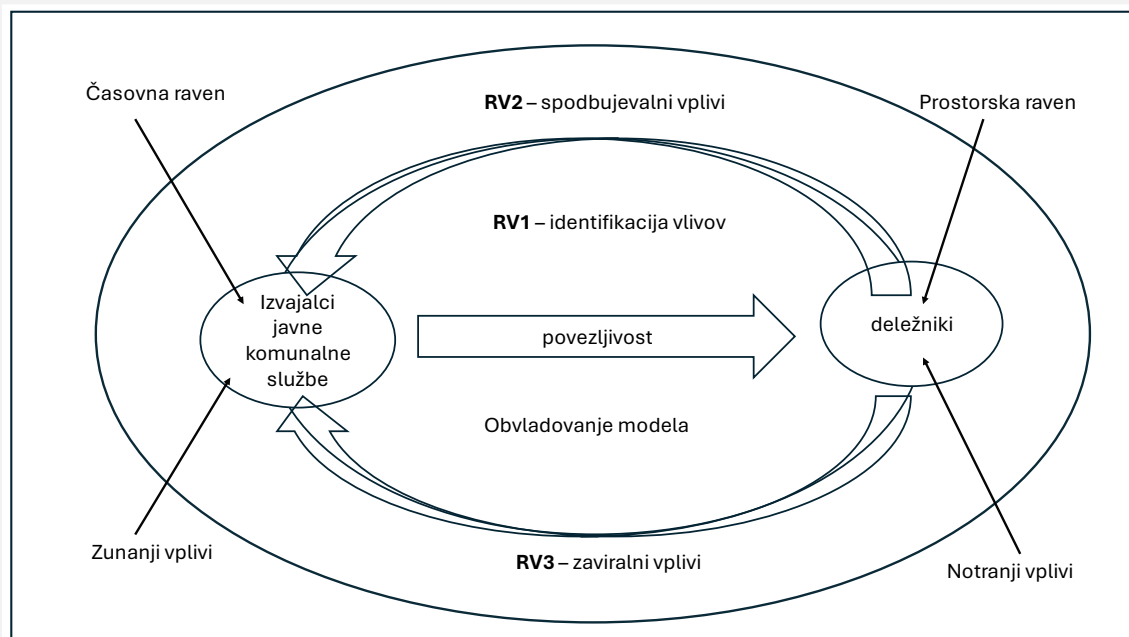 Časovna raven
RV2 – spodbujevalni vplivi
Prostorska raven
RV1 – identifikacija vlivov
Izvajalci
javne
komunalne
službe
povezljivost
deležniki
Obvladovanje modela
Zunanji vplivi
RV3 – zaviralni vplivi
Notranji vplivi